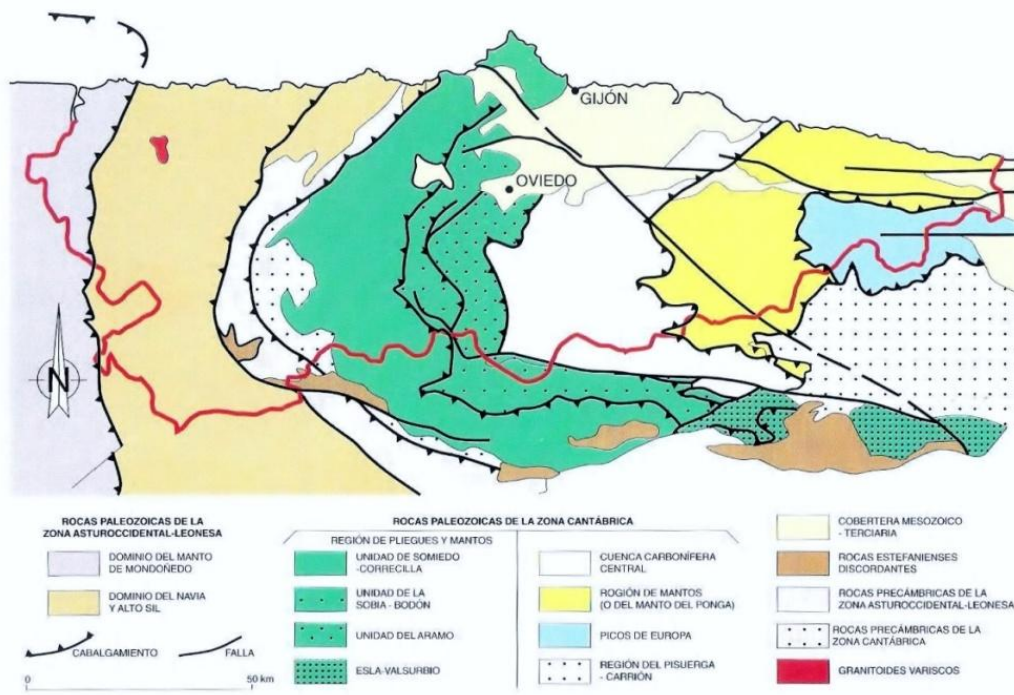 GIJÓN
OVIEDO
N
ROCAS PALEOZOICAS DE LA
ZONA ASTUROCCIDENTAL-LEONESA
DOMINIO DEL MANTO
DE MONDOÑEDO
DOMINIO DEL NAVIA
Y ALTO SIL
CABALGAMIENTO
FALLA
0
50 km
ROCAS PALEOZOICAS DE LA ZONA CANTÁBRICA
REGIÓN DE PLIEGUES Y MANTOS
UNIDAD DE SOMIEDO
-CORRECILLA
UNIDAD DE LA
SOBIA - BODÓN
UNIDAD DEL ARAMO
ESLA-VALSURBIO
CUENCA CARBONÍFERA
CENTRAL
ROGIÓN DE MANTOS
(O DEL MANTO DEL PONGA)
PICOS DE EUROPA
REGIÓN DEL PISUERGA
- CARRIÓN
COBERTERA MESOZOICO
- TERCIARIA
ROCAS ESTEFANIENSES
DISCORDANTES
ROCAS PRECÁMBRICAS DE LA
ZONA ASTUROCCIDENTAL-LEONESA
ROCAS PRECÁMBRICAS DE LA
ZONA CANTÁBRICA
GRANITOIDES VARISCOS